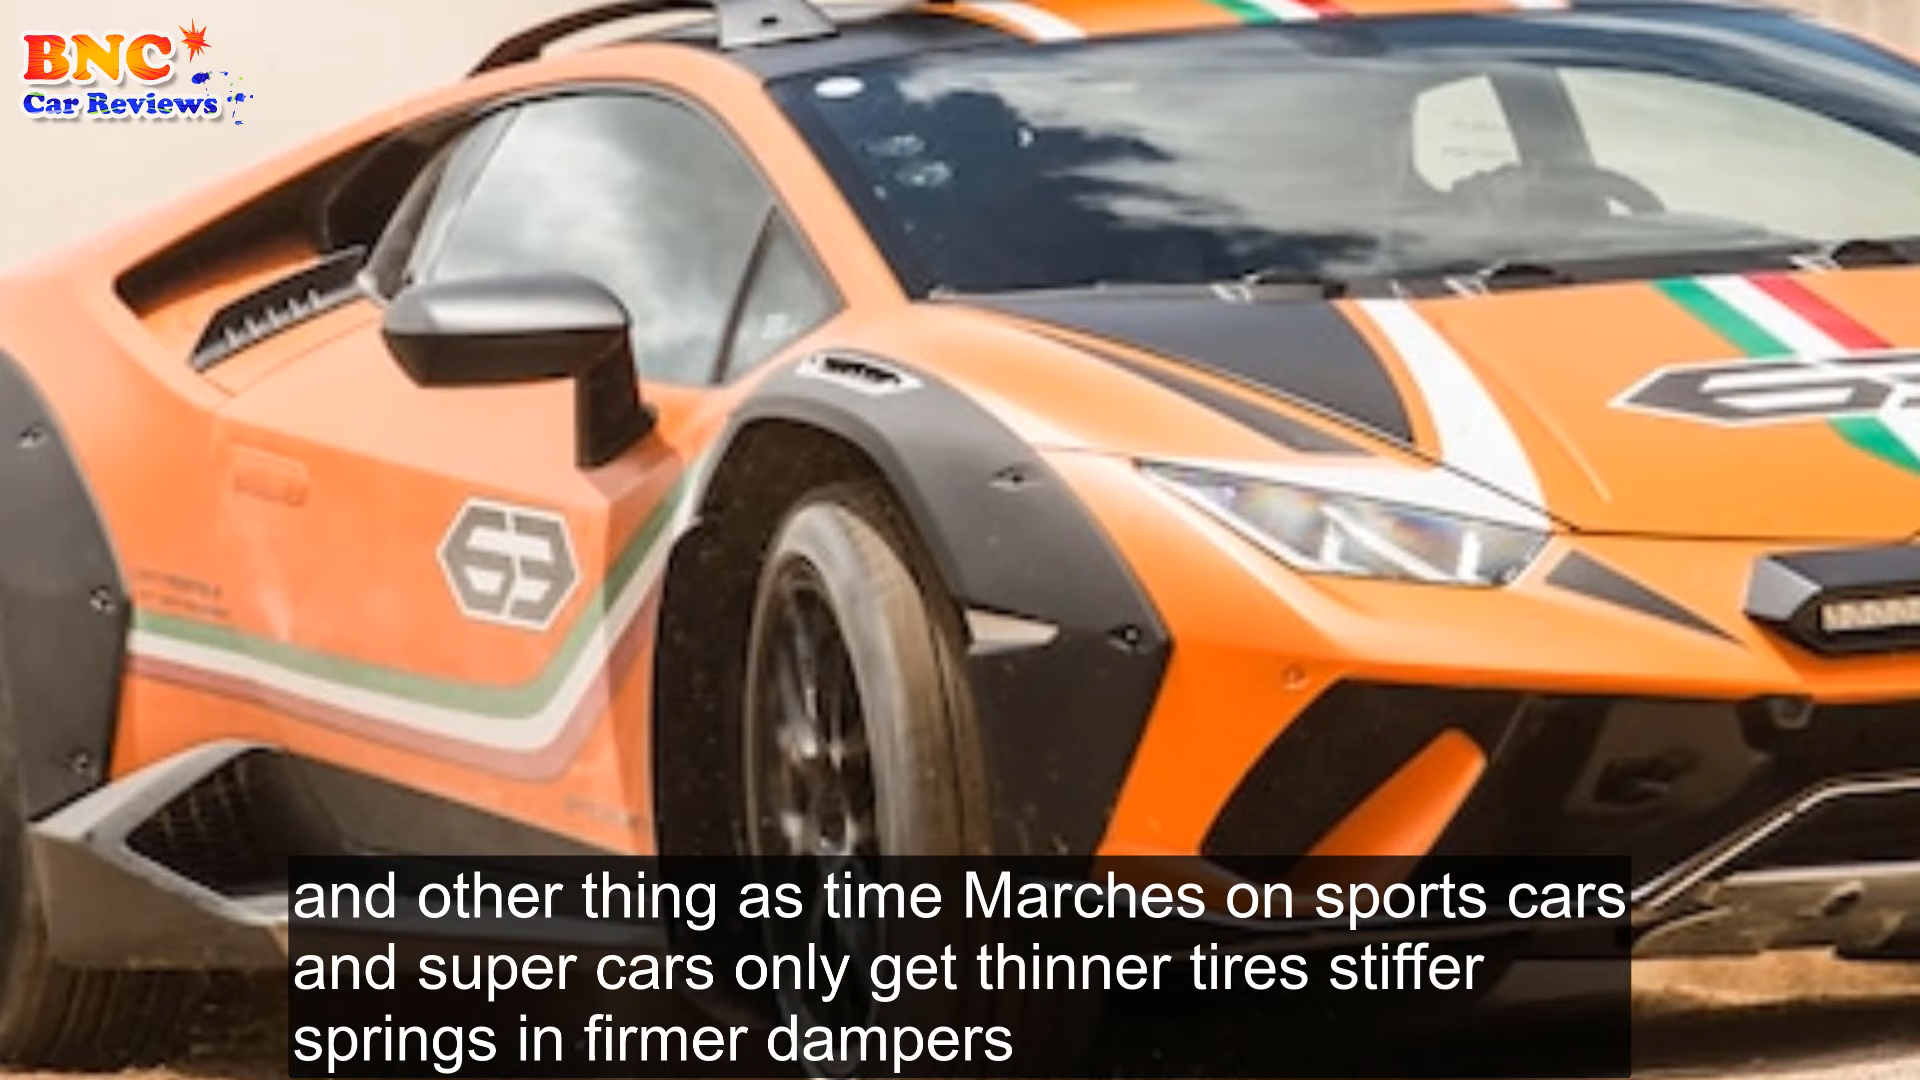 BNC
Car Reviews
63
and other thing as time Marches on sports cars
and super cars only get thinner tires stiffer
springs in firmer dampers